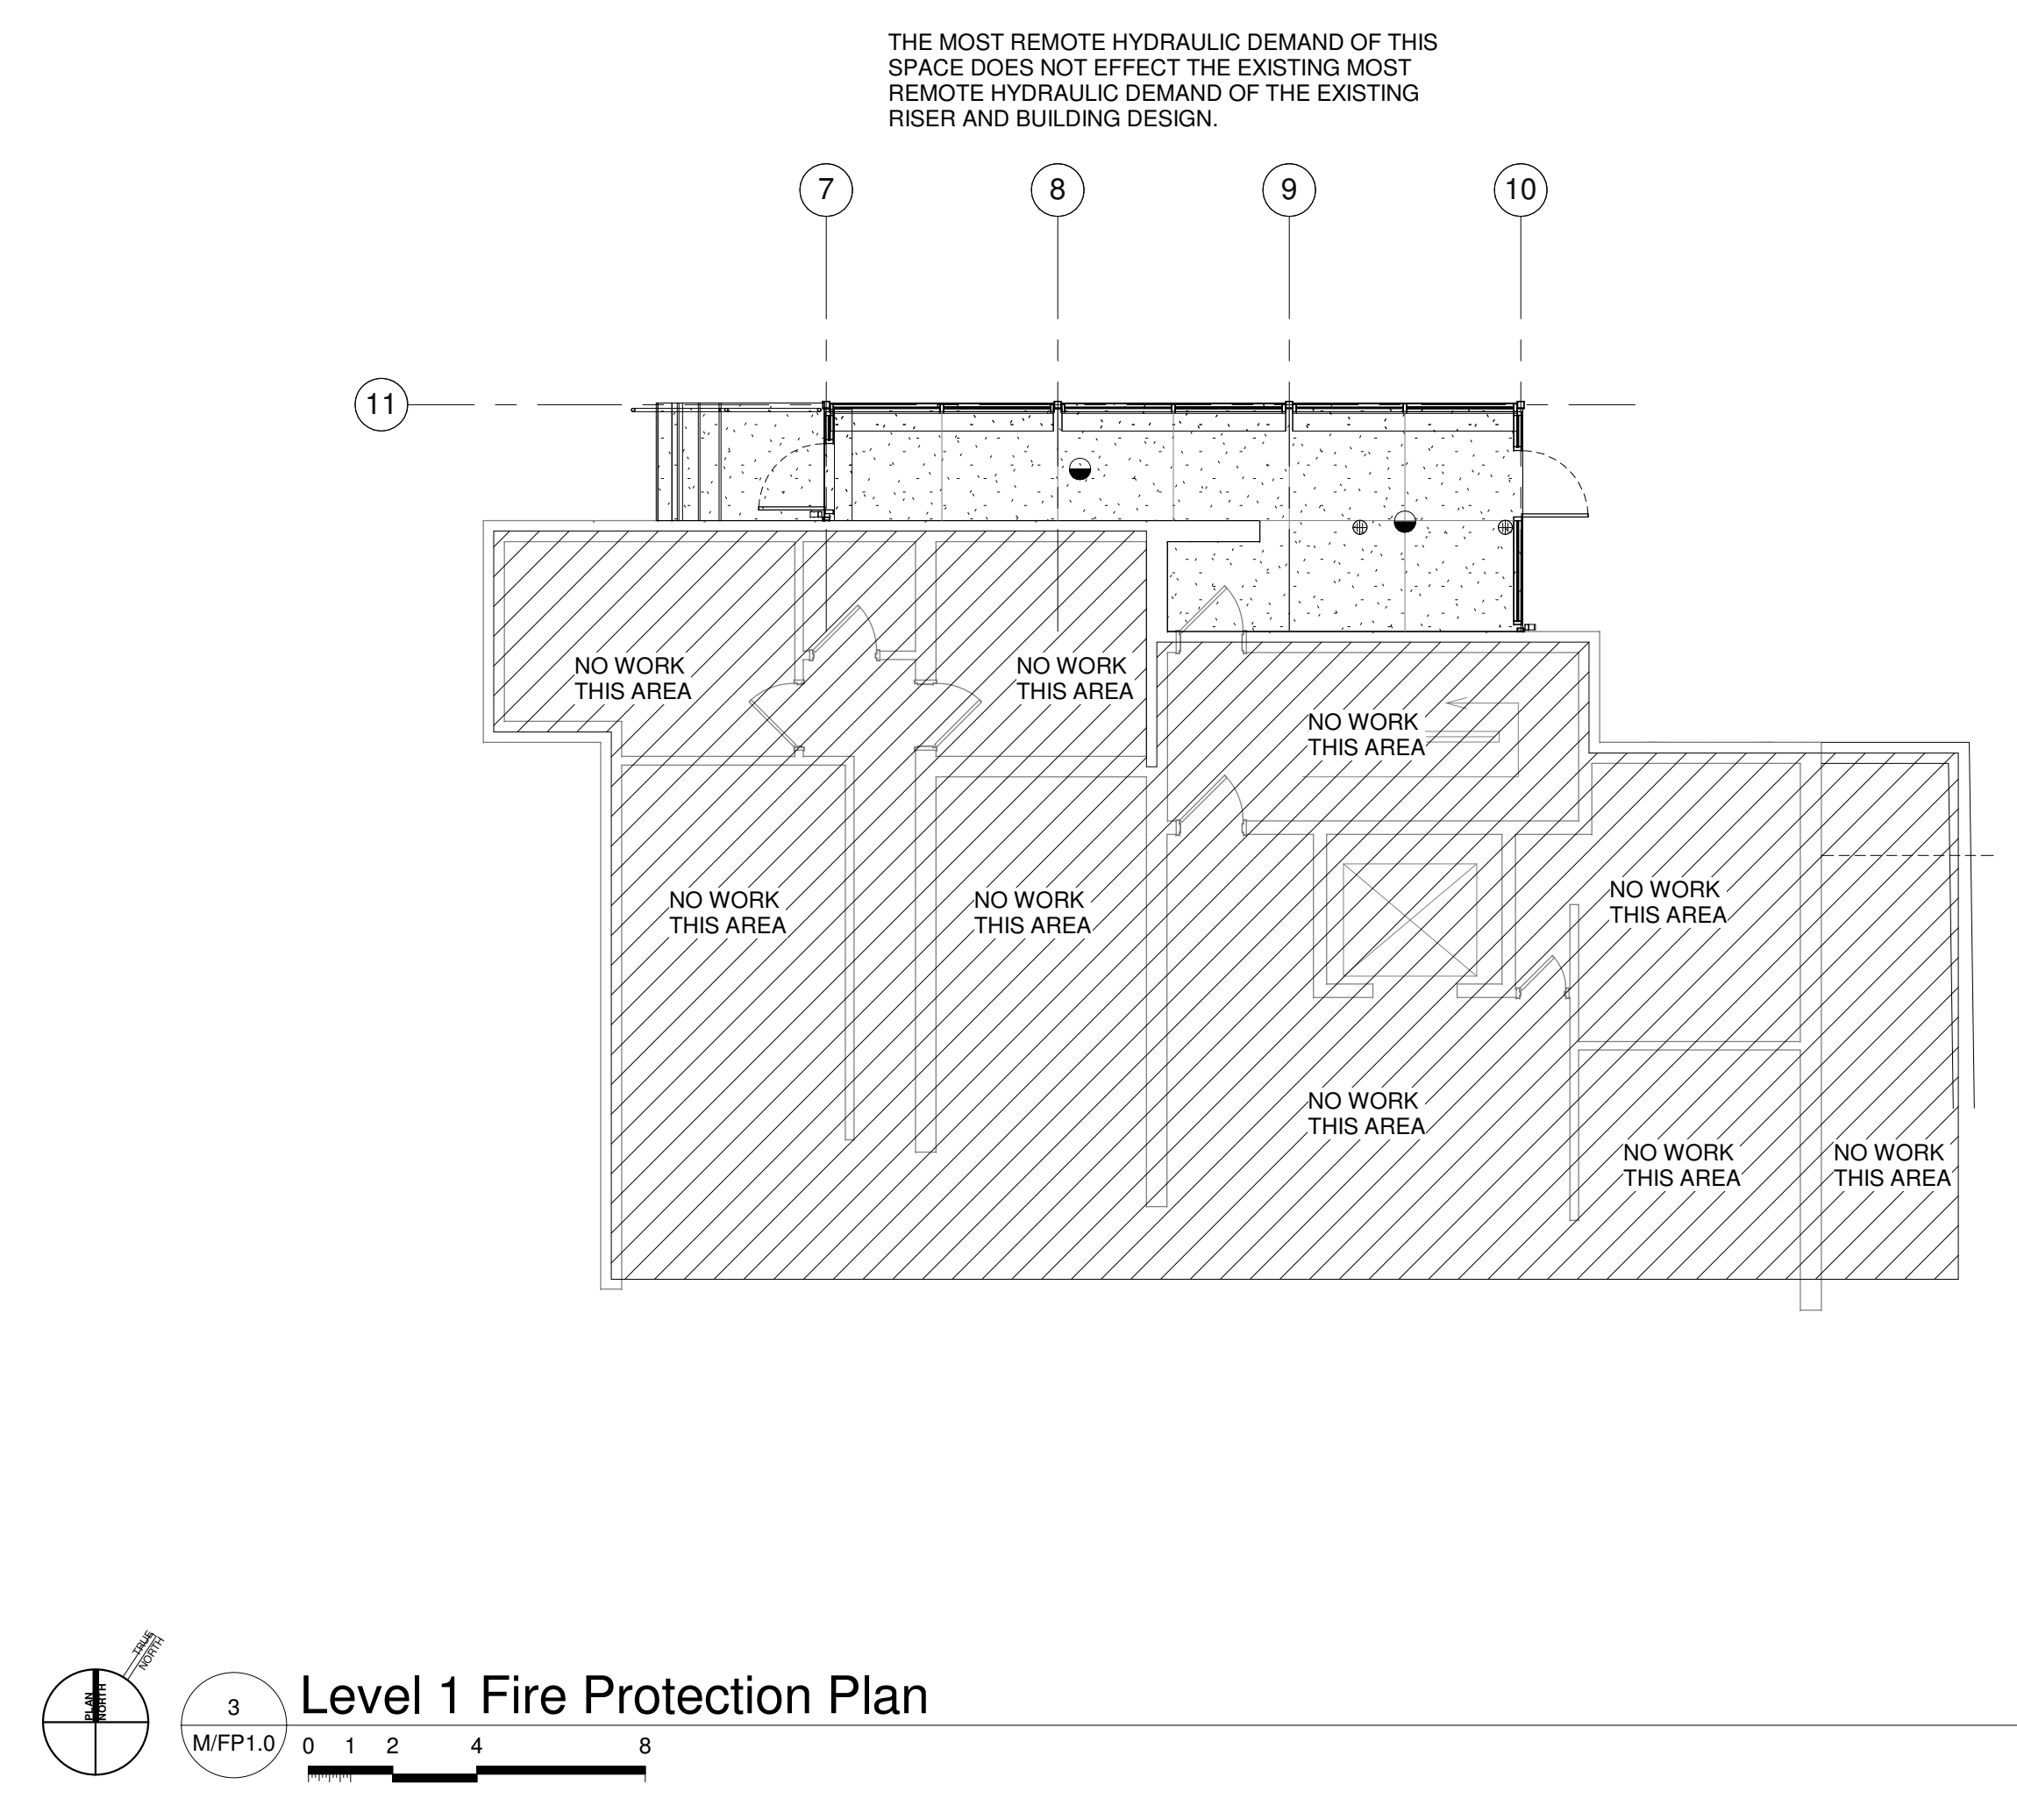 THE MOST REMOTE HYDRAULIC DEMAND OF THIS
SPACE DOES NOT EFFECT THE EXISTING MOST
REMOTE HYDRAULIC DEMAND OF THE EXISTING
RISER AND BUILDING DESIGN.
7 8 9 10
11
NO WORK
THIS AREA
NO WORK
THIS AREA
NO WORK
THIS AREA
NO WORK
THIS AREA
NO WORK
THIS AREA
NO WORK
THIS AREA
NO WORK
THIS AREA
NO WORK
THIS AREA
NO WORK
THIS AREA
TRUE
NORTH
PLAN
NORTH
3
M/FP1.0
Level 1 Fire Protection Plan
0 1 2 4 8